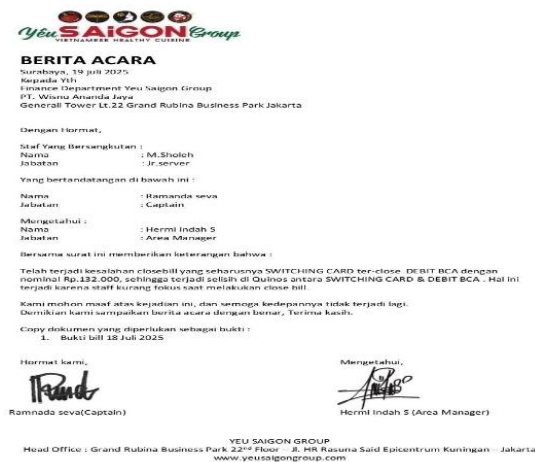 Yêu SAiGON Group
VIETNAMESE HEALTHY CUISINE
BERITA ACARA
Surabaya, 19 juli 2025
Kepada Yth
Finance Department Yeu Saigon Group
PT. Wisnu Ananda Jaya
Generali Tower Lt.22 Grand Rubina Business Park Jakarta
Dengan Hormat,
Staf Yang Bersangkutan :
Nama : M.Sholeh
Jabatan : Jr.server
Yang bertandatangan di bawah ini :
Nama : Ramanda seva
Jabatan : Captain
Mengetahui :
Nama : Hermi Indah S
Jabatan : Area Manager
Bersama surat ini memberikan keterangan bahwa :
Telah terjadi kesalahan closebill yang seharusnya SWITCHING CARD ter-close DEBIT BCA dengan
nominal Rp.132.000, sehingga terjadi selisih di Quinos antara SWITCHING CARD & DEBIT BCA . Hal ini
terjadi karena staf kurang fokus saat melakukan close bill.
Kami mohon maaf atas kejadian ini, dan semoga kedepannya tidak terjadi lagi.
Demikian kami sampaikan berita acara dengan benar, Terima kasih.
Copy dokumen yang diperlukan sebagai bukti :
1. Bukti bill 18 Juli 2025
Hormat kami, Mengetahui,
Ramnada seva(Captain) Hermi Indah S (Area Manager)
YEU SAIGON GROUP
Head Office : Grand Rubina Business Park 22nd Floor – Jl. HR Rasuna Said Epicentrum Kuningan – Jakarta
www.yeusaigongroup.com